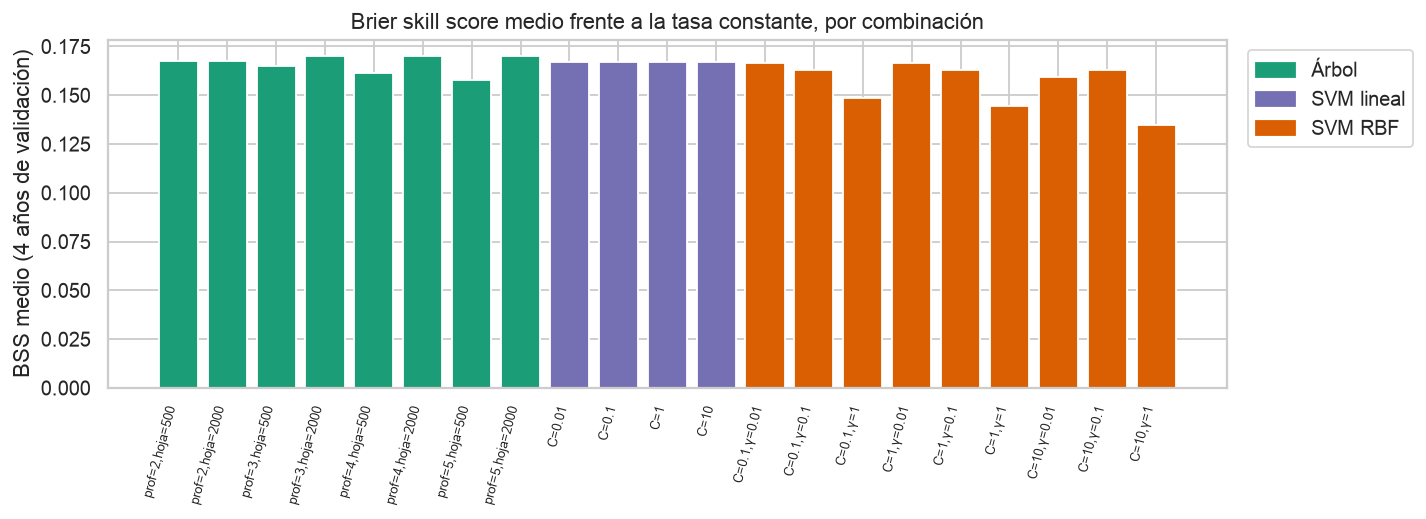 Brier skill score medio frente a la tasa constante, por combinación
BSS medio (4 años de validación)
0.175
0.150
0.125
0.100
0.075
0.050
0.025
0.000
prof=2,hoja=500
prof=2,hoja=2000
prof=3,hoja=500
prof=3,hoja=2000
prof=4,hoja=500
prof=4,hoja=2000
prof=5,hoja=500
prof=5,hoja=2000
C=0.01
C=0.1
C=1
C=10
C=0.1,γ=0.01
C=0.1,γ=0.1
C=0.1,γ=1
C=1,γ=0.01
C=1,γ=0.1
C=1,γ=1
C=10,γ=0.01
C=10,γ=0.1
C=10,γ=1
Árbol
SVM lineal
SVM RBF